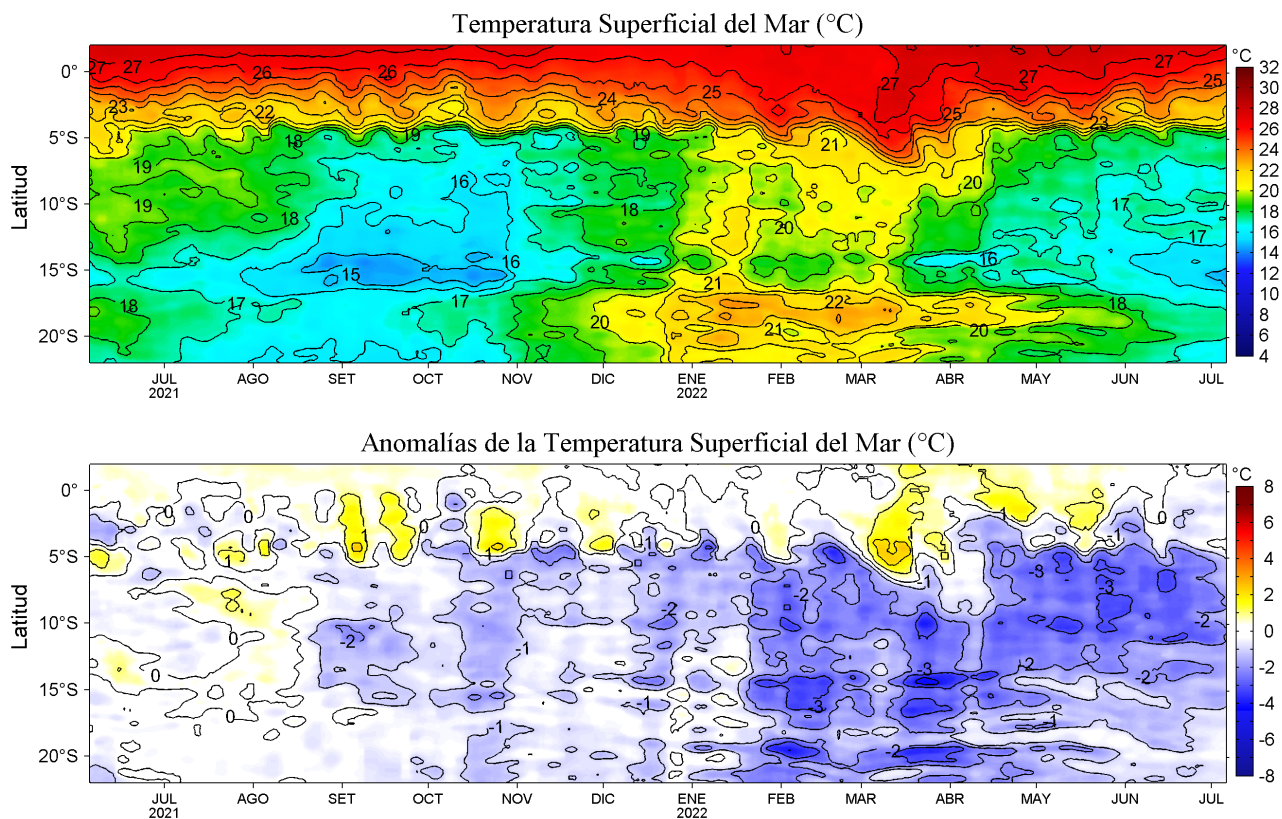 Temperatura Superficial del Mar (°C)
27 27 26 26 25 27 27 27 25
23 22 24 25 23
18 19 19 21
19 16 20
19 18 18 20 17
17
15 16 16
21
18 17 17 22 18
20 21 20
Latitud
0°
5°S
10°S
15°S
20°S
JUL AGO SET OCT NOV DIC ENE FEB MAR ABR MAY JUN JUL
2021 2022
°C
32
30
28
26
24
22
20
18
16
14
12
10
8
6
4
Anomalías de la Temperatura Superficial del Mar (°C)
0 0 0 0 0
1 1 1 -1 1 -1
1 -1 -3 -3
-2 -2 -2
0 -2 -1
0 -3 -2 -2
0 -3 -1
-1 -2
Latitud
0°
5°S
10°S
15°S
20°S
JUL AGO SET OCT NOV DIC ENE FEB MAR ABR MAY JUN JUL
2021 2022
°C
8
6
4
2
0
-2
-4
-6
-8